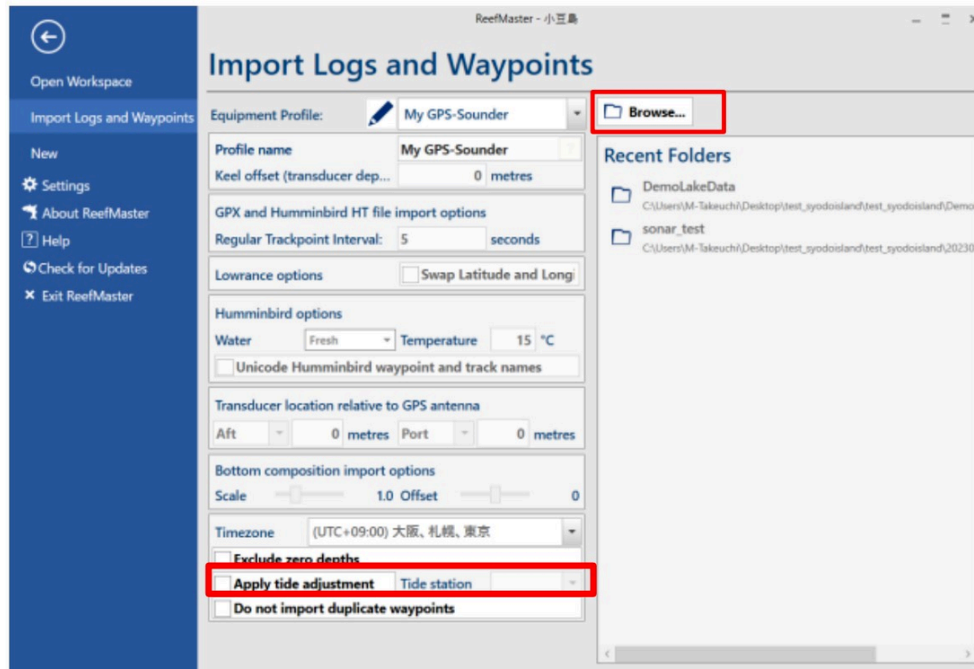 ReefMaster - 小豆島
Import Logs and Waypoints
Open Workspace
Import Logs and Waypoints
New
Settings
About ReefMaster
Help
Check for Updates
Exit ReefMaster
Equipment Profile: My GPS-Sounder
Profile name My GPS-Sounder ?
Keel offset (transducer dep... 0 metres
GPX and Humminbird HT file import options
Regular Trackpoint Interval: 5 seconds
Lowrance options Swap Latitude and Longi
Humminbird options
Water Fresh Temperature 15 °C
Unicode Humminbird waypoint and track names
Transducer location relative to GPS antenna
Aft 0 metres Port 0 metres
Bottom composition import options
Scale 1.0 Offset 0
Timezone (UTC+09:00) 大阪、札幌、東京
Exclude zero depths
Apply tide adjustment Tide station
Do not import duplicate waypoints
Browse...
Recent Folders
DemoLakeData
C:\Users\M-Takeuchi\Desktop\test_syodoisland\test_syodoisland\Demo
sonar_test
C:\Users\M-Takeuchi\Desktop\test_syodoisland\test_syodoisland\20230